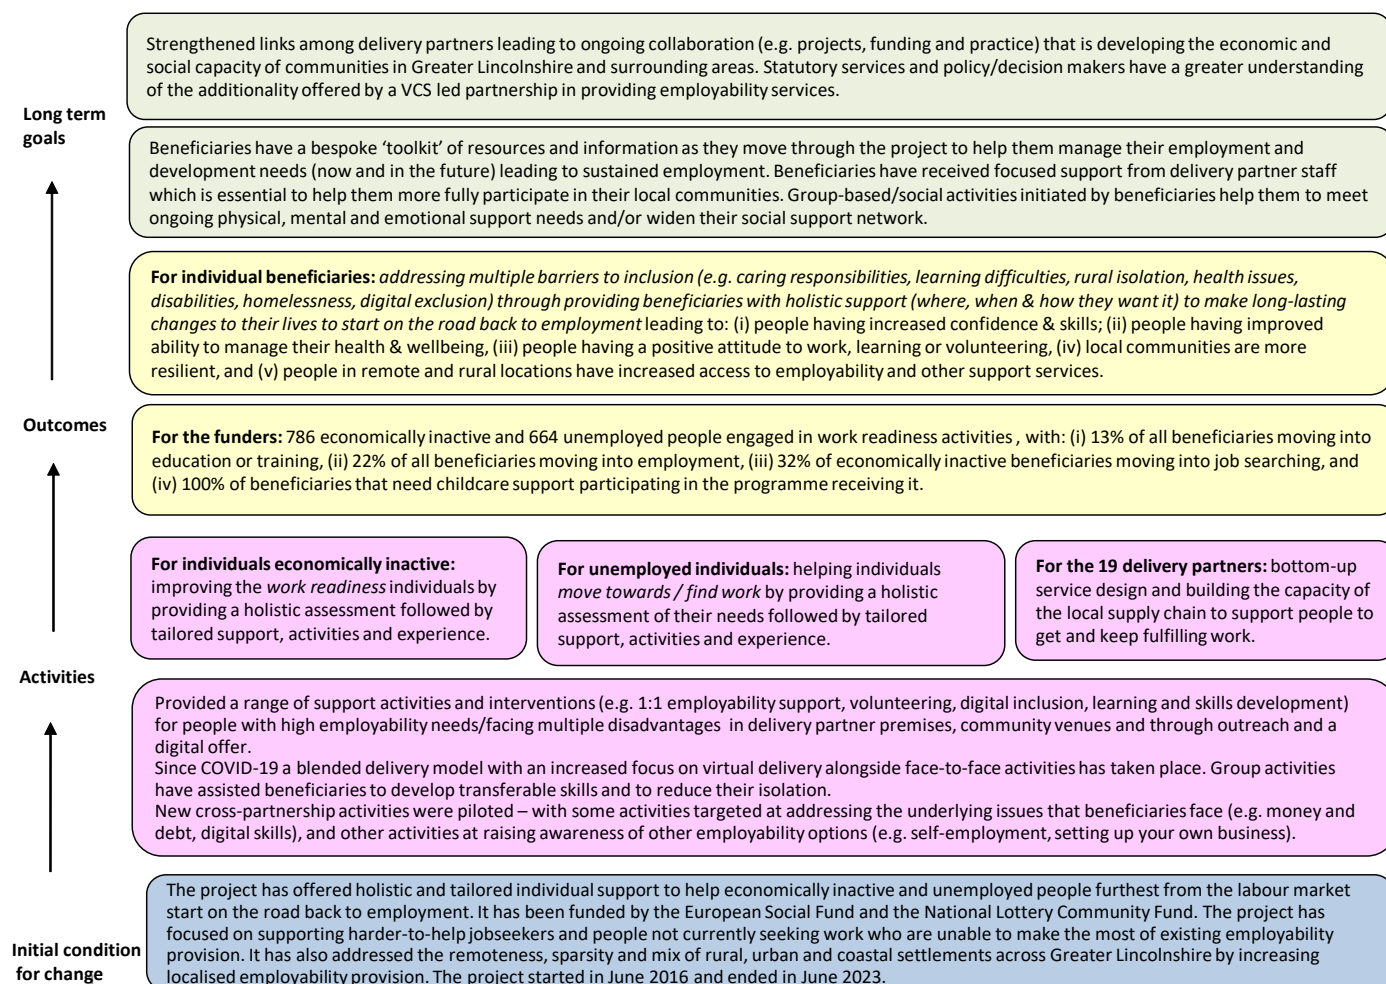 Strengthened links among delivery partners leading to ongoing collaboration (e.g. projects, funding and practice) that is developing the economic and
social capacity of communities in Greater Lincolnshire and surrounding areas. Statutory services and policy/decision makers have a greater understanding
of the additionality offered by a VCS led partnership in providing employability services.
Long term
goals
Beneficiaries have a bespoke ‘toolkit’ of resources and information as they move through the project to help them manage their employment and
development needs (now and in the future) leading to sustained employment. Beneficiaries have received focused support from delivery partner staff
which is essential to help them more fully participate in their local communities. Group-based/social activities initiated by beneficiaries help them to meet
ongoing physical, mental and emotional support needs and/or widen their social support network.
For individual beneficiaries: addressing multiple barriers to inclusion (e.g. caring responsibilities, learning difficulties, rural isolation, health issues,
disabilities, homelessness, digital exclusion) through providing beneficiaries with holistic support (where, when & how they want it) to make long-lasting
changes to their lives to start on the road back to employment leading to: (i) people having increased confidence & skills; (ii) people having improved
ability to manage their health & wellbeing, (iii) people having a positive attitude to work, learning or volunteering, (iv) local communities are more
resilient, and (v) people in remote and rural locations have increased access to employability and other support services.
Outcomes
For the funders: 786 economically inactive and 664 unemployed people engaged in work readiness activities , with: (i) 13% of all beneficiaries moving into
education or training, (ii) 22% of all beneficiaries moving into employment, (iii) 32% of economically inactive beneficiaries moving into job searching, and
(iv) 100% of beneficiaries that need childcare support participating in the programme receiving it.
For individuals economically inactive:
improving the work readiness individuals by
providing a holistic assessment followed by
tailored support, activities and experience.
For unemployed individuals: helping individuals
move towards / find work by providing a holistic
assessment of their needs followed by tailored
support, activities and experience.
For the 19 delivery partners: bottom-up
service design and building the capacity of
the local supply chain to support people to
get and keep fulfilling work.
Activities
Provided a range of support activities and interventions (e.g. 1:1 employability support, volunteering, digital inclusion, learning and skills development)
for people with high employability needs/facing multiple disadvantages in delivery partner premises, community venues and through outreach and a
digital offer.
Since COVID-19 a blended delivery model with an increased focus on virtual delivery alongside face-to-face activities has taken place. Group activities
have assisted beneficiaries to develop transferable skills and to reduce their isolation.
New cross-partnership activities were piloted – with some activities targeted at addressing the underlying issues that beneficiaries face (e.g. money and
debt, digital skills), and other activities at raising awareness of other employability options (e.g. self-employment, setting up your own business).
Initial condition
for change
The project has offered holistic and tailored individual support to help economically inactive and unemployed people furthest from the labour market
start on the road back to employment. It has been funded by the European Social Fund and the National Lottery Community Fund. The project has
focused on supporting harder-to-help jobseekers and people not currently seeking work who are unable to make the most of existing employability
provision. It has also addressed the remoteness, sparsity and mix of rural, urban and coastal settlements across Greater Lincolnshire by increasing
localised employability provision. The project started in June 2016 and ended in June 2023.